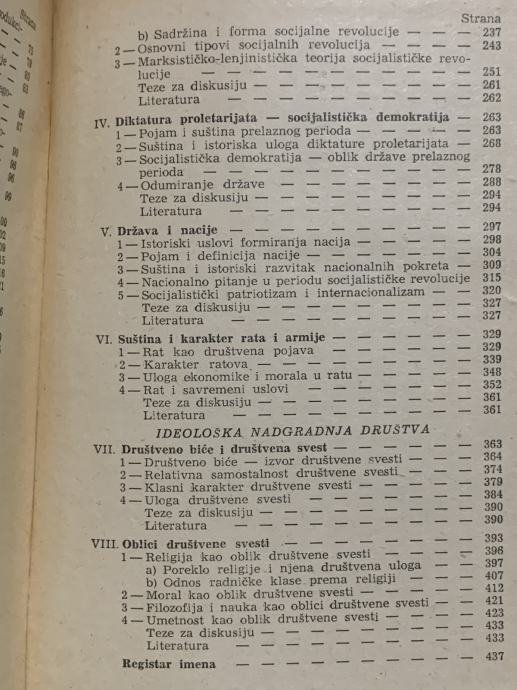 Strana
b) Sadržina i forma socijalne revolucije — — — 237
2 — Osnovni tipovi socijalnih revolucija — — — 243
3 — Marksističko-lenjinistička teorija socijalističke revo-
lucije — — — — — — — — 251
Teze za diskusiju — — — — — — — 261
Literatura — — — — — — — — 262
IV. Diktatura proletarijata — socijalistička demokratija — 263
1 — Pojam i suština prelaznog perioda — — — — 263
2 — Suština i istoriska uloga diktature proletarijata — 268
3 — Socijalistička demokratija — oblik države prelaznog
perioda — — — — — — — — 278
4 — Odumiranje države — — — — — — 288
Teze za diskusiju — — — — — — — 294
Literatura — — — — — — — — 294
V. Država i nacije — — — — — — — 297
1 — Istoriski uslovi formiranja nacija — — — — 298
2 — Pojam i definicija nacije — — — — — 304
3 — Suština i istoriski razvitak nacionalnih pokreta — 309
4 — Nacionalno pitanje u periodu socijalističke revolucije 315
5 — Socijalistički patriotizam i internacionalizam — — 320
Teze za diskusiju — — — — — — — 327
Literatura — — — — — — — — 327
VI. Suština i karakter rata i armije — — — — — 329
1 — Rat kao društvena pojava — — — — — 329
2 — Karakter ratova — — — — — — — 339
3 — Uloga ekonomike i morala u ratu — — — — 348
4 — Rat i savremeni uslovi — — — — — — 352
Teze za diskusiju — — — — — — — 361
Literatura — — — — — — — — 361
IDEOLOŠKA NADGRADNJA DRUŠTVA
VII. Društveno biće i društvena svest — — — — — 363
1 — Društveno biće — izvor društvene svesti — — — 364
2 — Relativna samostalnost društvene svesti — — — 374
3 — Klasni karakter društvene svesti — — — — 379
4 — Uloga društvene svesti — — — — — — 384
Teze za diskusiju — — — — — — — 390
Literatura — — — — — — — — 390
VIII. Oblici društvene svesti — — — — — — — 393
1 — Religija kao oblik društvene svesti — — — — 396
a) Poreklo religije i njena društvena uloga — — 397
b) Odnos radničke klase prema religiji — — — 407
2 — Moral kao oblik društvene svesti — — — — 412
3 — Filozofija i nauka kao oblici društvene svesti — — 421
4 — Umetnost kao oblik društvene svesti — — — — 423
Teze za diskusiju — — — — — — — 433
Literatura — — — — — — — — 433
Registar imena — — — — — — — — 437